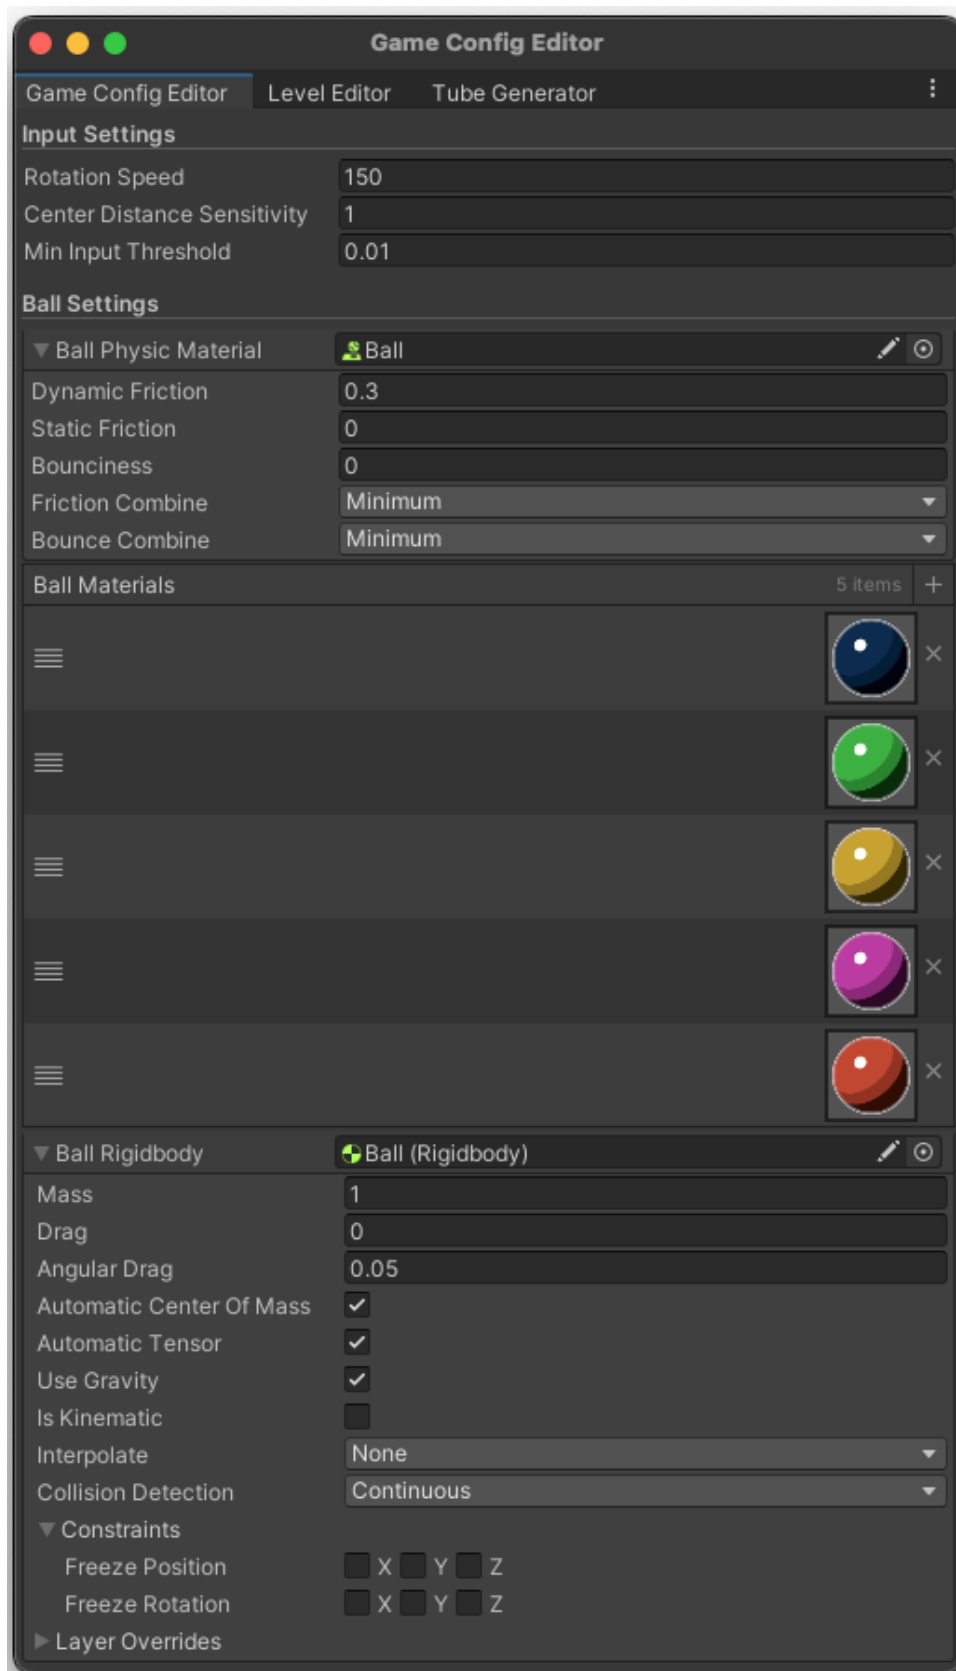 Game Config Editor
Game Config Editor Level Editor Tube Generator
Input Settings
Rotation Speed 150
Center Distance Sensitivity 1
Min Input Threshold 0.01
Ball Settings
Ball Physic Material Ball
Dynamic Friction 0.3
Static Friction 0
Bounciness 0
Friction Combine Minimum
Bounce Combine Minimum
Ball Materials 5 items
Ball Rigidbody Ball (Rigidbody)
Mass 1
Drag 0
Angular Drag 0.05
Automatic Center Of Mass
Automatic Tensor
Use Gravity
Is Kinematic
Interpolate None
Collision Detection Continuous
Constraints
Freeze Position X Y Z
Freeze Rotation X Y Z
Layer Overrides